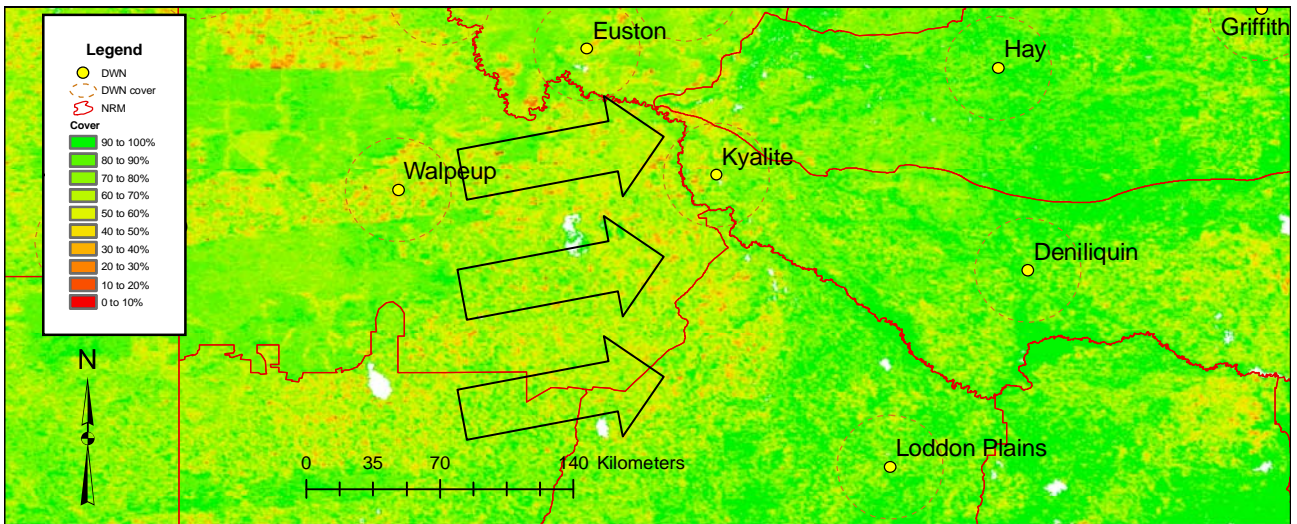 Legend
DWN
DWN cover
NRM
Cover
90 to 100%
80 to 90%
70 to 80%
60 to 70%
50 to 60%
40 to 50%
30 to 40%
20 to 30%
10 to 20%
0 to 10%
N
Euston
Griffith
Hay
Walpeup
Kyalite
Deniliquin
Loddon Plains
0 35 70 140 Kilometers